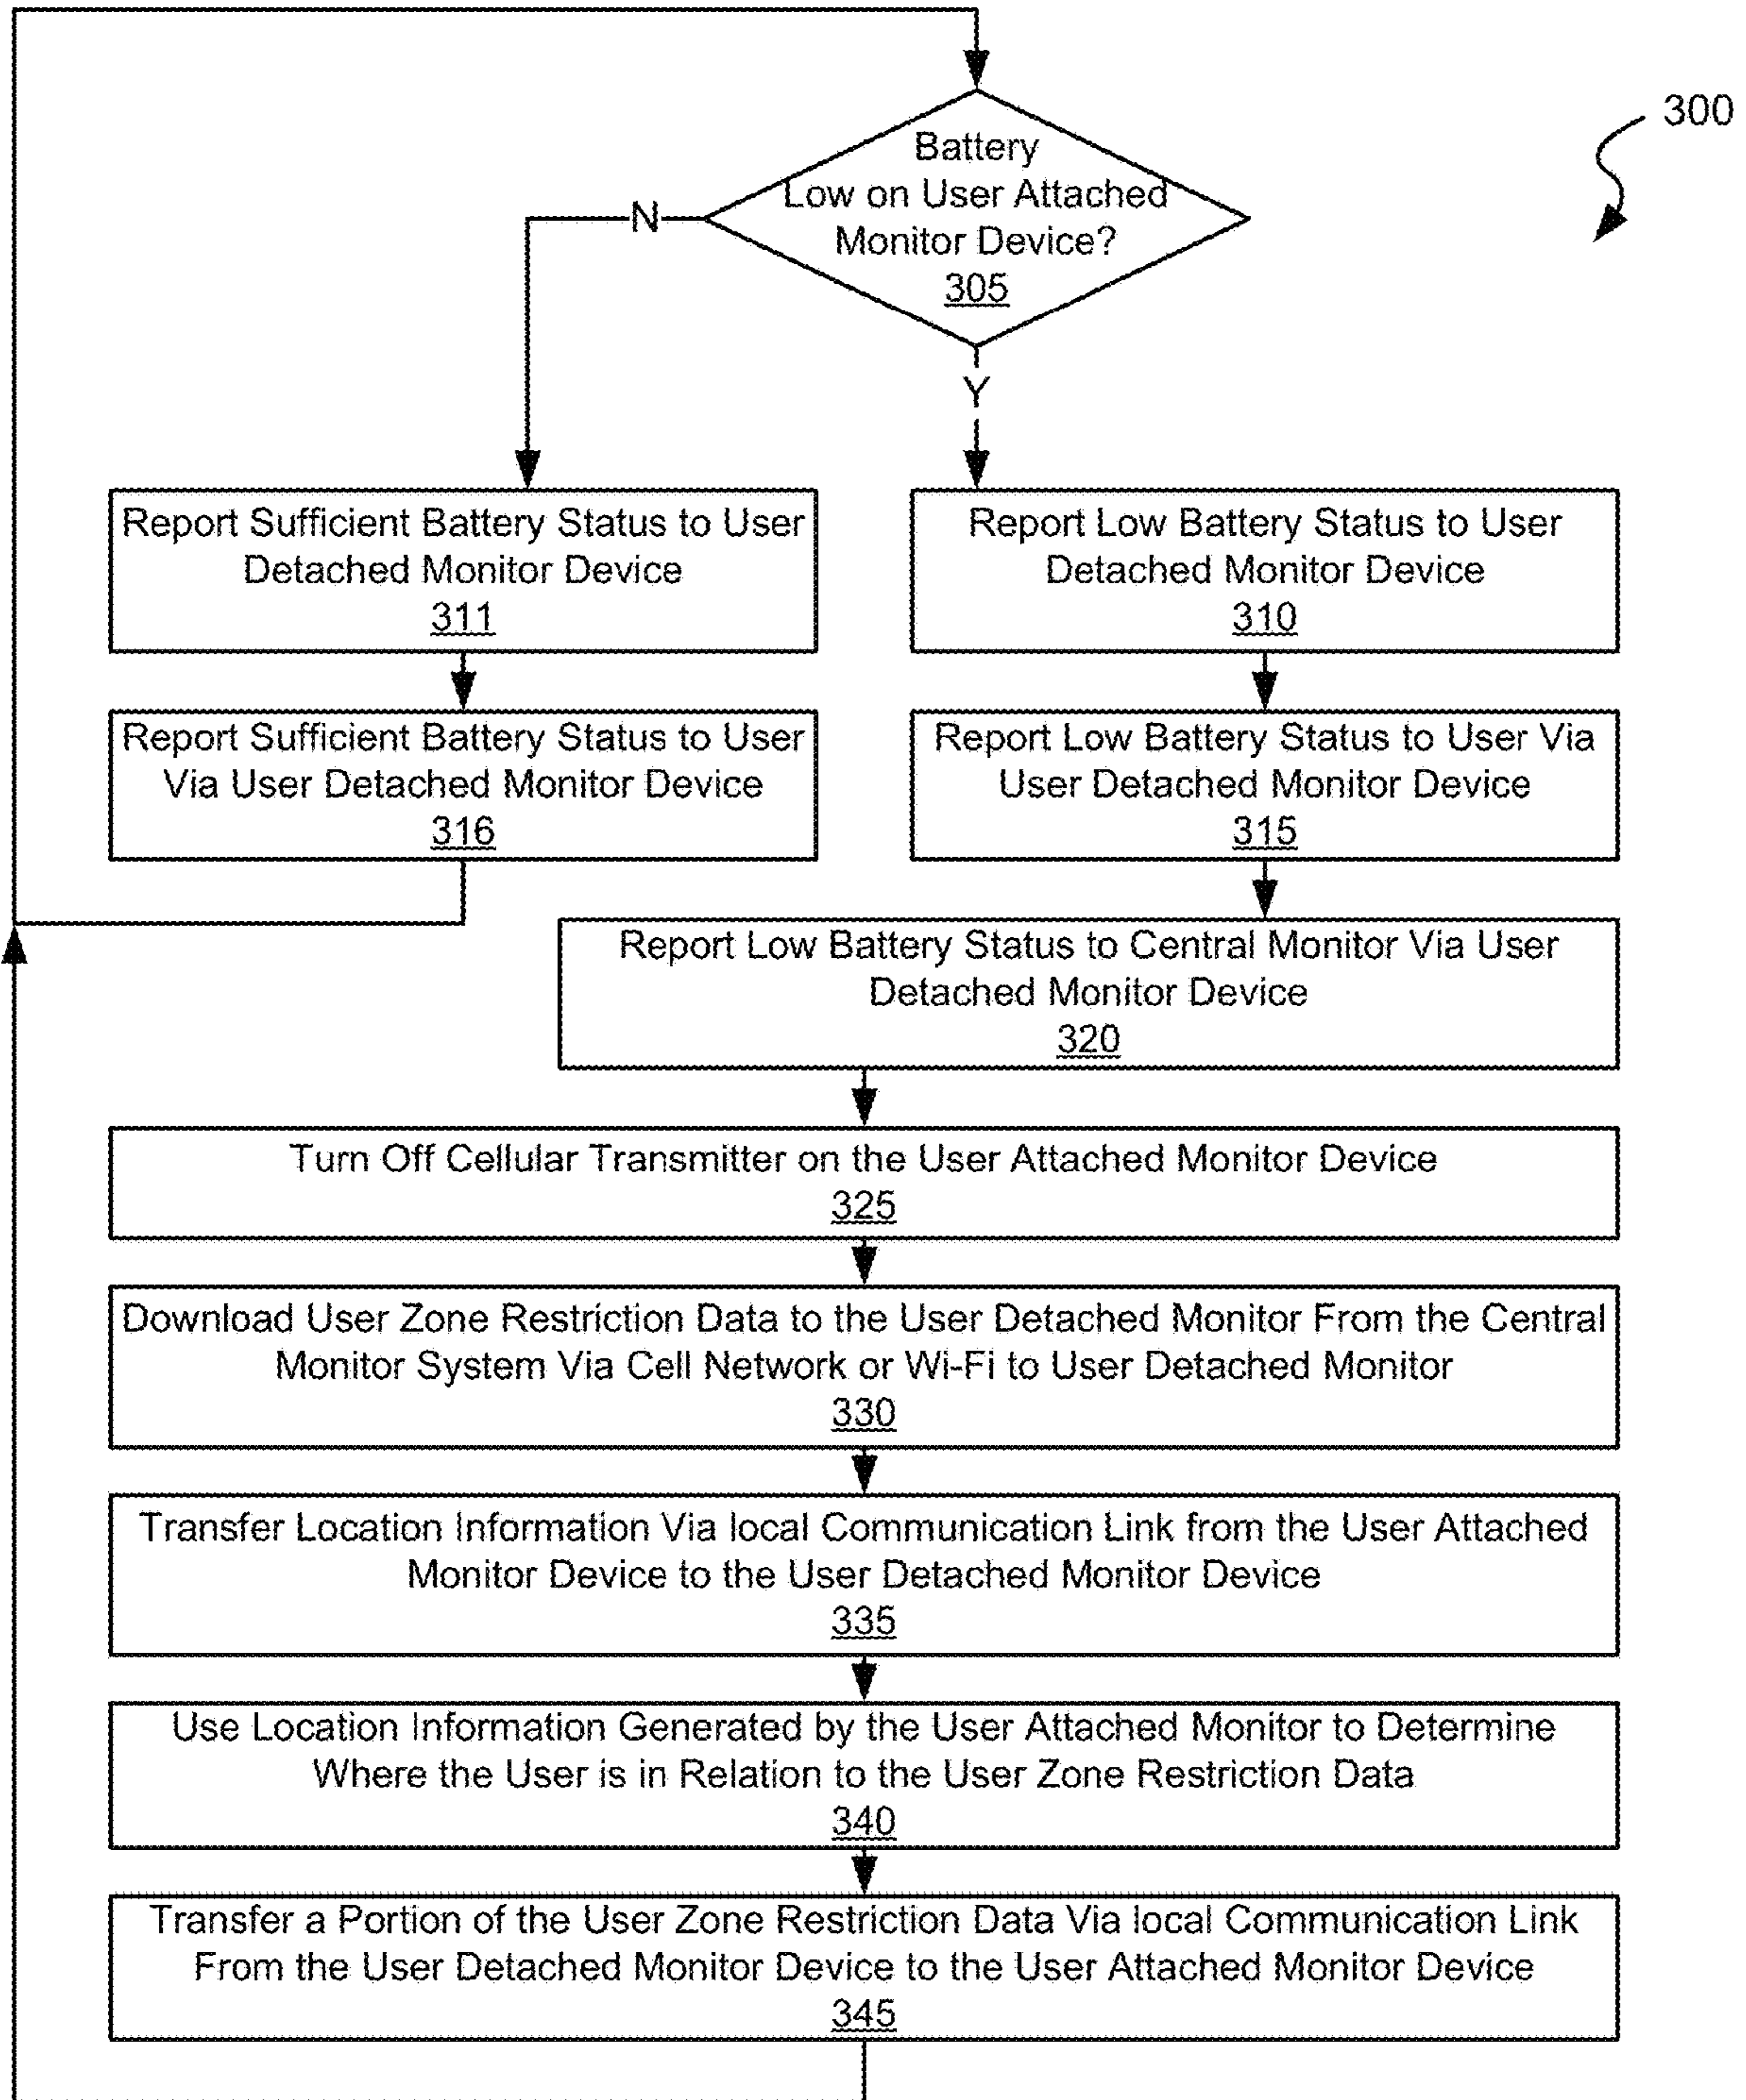 300
Battery
Low on User Attached
Monitor Device?
305
N
Y
Report Sufficient Battery Status to User
Detached Monitor Device
311
Report Low Battery Status to User
Detached Monitor Device
310
Report Sufficient Battery Status to User
Via User Detached Monitor Device
316
Report Low Battery Status to User Via
User Detached Monitor Device
315
Report Low Battery Status to Central Monitor Via User
Detached Monitor Device
320
Turn Off Cellular Transmitter on the User Attached Monitor Device
325
Download User Zone Restriction Data to the User Detached Monitor From the Central
Monitor System Via Cell Network or Wi-Fi to User Detached Monitor
330
Transfer Location Information Via local Communication Link from the User Attached
Monitor Device to the User Detached Monitor Device
335
Use Location Information Generated by the User Attached Monitor to Determine
Where the User is in Relation to the User Zone Restriction Data
340
Transfer a Portion of the User Zone Restriction Data Via local Communication Link
From the User Detached Monitor Device to the User Attached Monitor Device
345